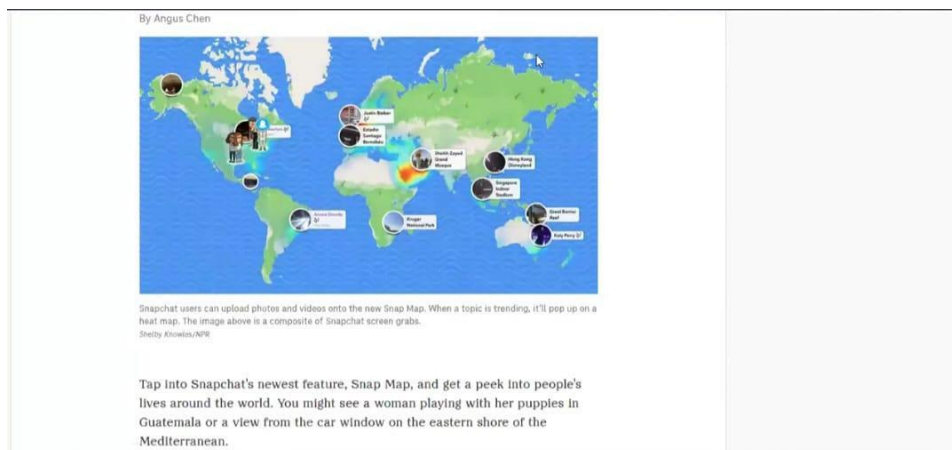 By Angus Chen
Justin Bieber
Estadio
Santiago
Bernabéu
Sheikh Zayed
Grand
Mosque
Hong Kong
Disneyland
Singapore
Indoor
Stadium
Kruger
National Park
Great Barrier
Reef
Katy Perry
Snapchat users can upload photos and videos onto the new Snap Map. When a topic is trending, it'll pop up on a
heat map. The image above is a composite of Snapchat screen grabs.
Shelby Knowles/NPR
Tap into Snapchat's newest feature, Snap Map, and get a peek into people's
lives around the world. You might see a woman playing with her puppies in
Guatemala or a view from the car window on the eastern shore of the
Mediterranean.